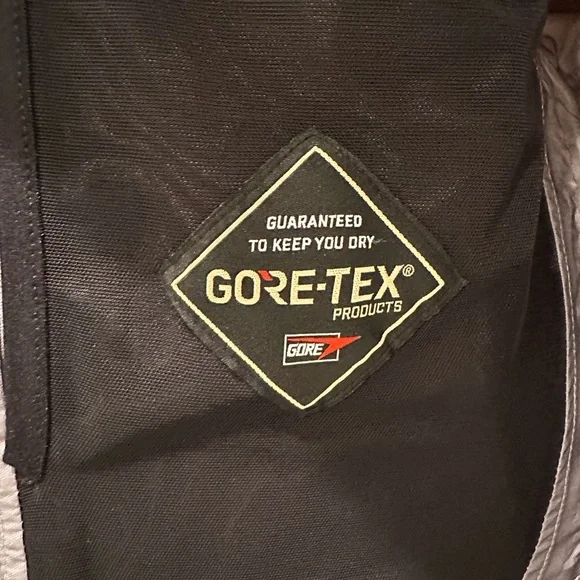 GUARANTEED
TO KEEP YOU DRY
GORE-TEX®
PRODUCTS
GORE